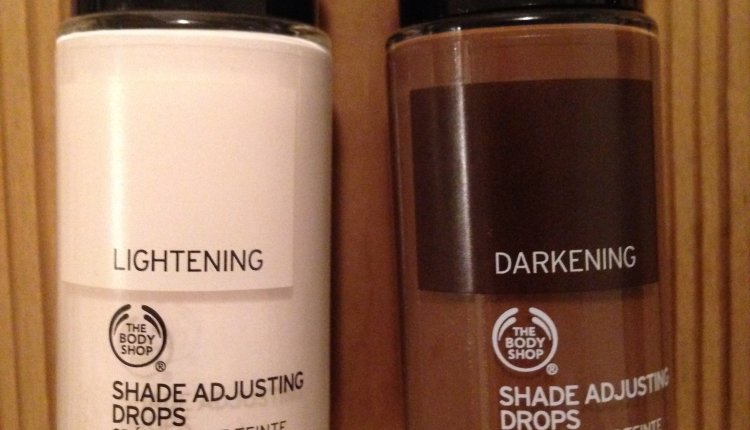 LIGHTENING
THE
BODY
SHOP
®
SHADE ADJUSTING
DROPS
DARKENING
THE
BODY
SHOP
®
SHADE ADJUSTING
DROPS